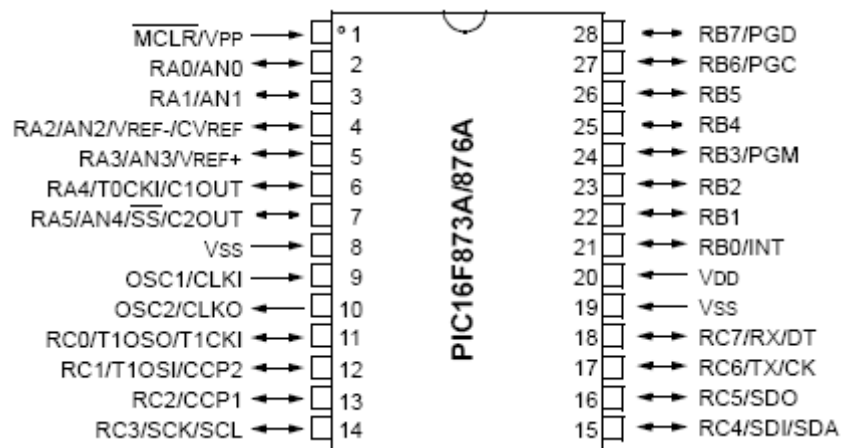 MCLR/VPP 1 28 RB7/PGD
RA0/AN0 2 27 RB6/PGC
RA1/AN1 3 26 RB5
RA2/AN2/VREF-/CVREF 4 25 RB4
RA3/AN3/VREF+ 5 24 RB3/PGM
RA4/T0CKI/C1OUT 6 23 RB2
RA5/AN4/SS/C2OUT 7 22 RB1
VSS 8 21 RB0/INT
OSC1/CLKI 9 20 VDD
OSC2/CLKO 10 19 VSS
RC0/T1OSO/T1CKI 11 18 RC7/RX/DT
RC1/T1OSI/CCP2 12 17 RC6/TX/CK
RC2/CCP1 13 16 RC5/SDO
RC3/SCK/SCL 14 15 RC4/SDI/SDA
PIC16F873A/876A